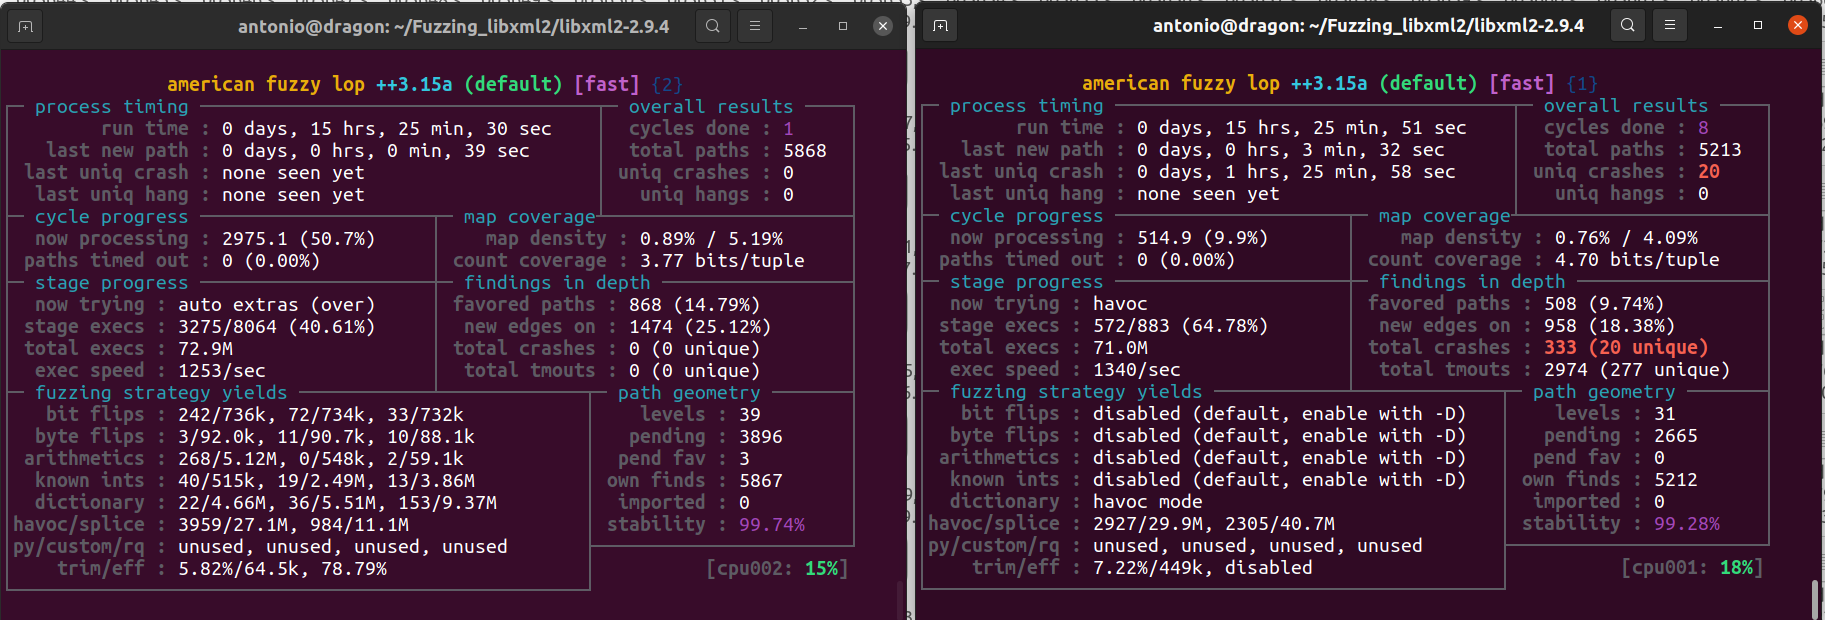 antonio@dragon: ~/Fuzzing_libxml2/libxml2-2.9.4
american fuzzy lop ++3.15a (default) [fast] {2}
process timing overall results
run time : 0 days, 15 hrs, 25 min, 30 sec cycles done : 1
last new path : 0 days, 0 hrs, 0 min, 39 sec total paths : 5868
last uniq crash : none seen yet uniq crashes : 0
last uniq hang : none seen yet uniq hangs : 0
cycle progress map coverage
now processing : 2975.1 (50.7%) map density : 0.89% / 5.19%
paths timed out : 0 (0.00%) count coverage : 3.77 bits/tuple
stage progress findings in depth
now trying : auto extras (over) favored paths : 868 (14.79%)
stage execs : 3275/8064 (40.61%) new edges on : 1474 (25.12%)
total execs : 72.9M total crashes : 0 (0 unique)
exec speed : 1253/sec total tmouts : 0 (0 unique)
fuzzing strategy yields path geometry
bit flips : 242/736k, 72/734k, 33/732k levels : 39
byte flips : 3/92.0k, 11/90.7k, 10/88.1k pending : 3896
arithmetics : 268/5.12M, 0/548k, 2/59.1k pend fav : 3
known ints : 40/515k, 19/2.49M, 13/3.86M own finds : 5867
dictionary : 22/4.66M, 36/5.51M, 153/9.37M imported : 0
havoc/splice : 3959/27.1M, 984/11.1M stability : 99.74%
py/custom/rq : unused, unused, unused, unused
trim/eff : 5.82%/64.5k, 78.79% [cpu002: 15%]
antonio@dragon: ~/Fuzzing_libxml2/libxml2-2.9.4
american fuzzy lop ++3.15a (default) [fast] {1}
process timing overall results
run time : 0 days, 15 hrs, 25 min, 51 sec cycles done : 8
last new path : 0 days, 0 hrs, 3 min, 32 sec total paths : 5213
last uniq crash : 0 days, 1 hrs, 25 min, 58 sec uniq crashes : 20
last uniq hang : none seen yet uniq hangs : 0
cycle progress map coverage
now processing : 514.9 (9.9%) map density : 0.76% / 4.09%
paths timed out : 0 (0.00%) count coverage : 4.70 bits/tuple
stage progress findings in depth
now trying : havoc favored paths : 508 (9.74%)
stage execs : 572/883 (64.78%) new edges on : 958 (18.38%)
total execs : 71.0M total crashes : 333 (20 unique)
exec speed : 1340/sec total tmouts : 2974 (277 unique)
fuzzing strategy yields path geometry
bit flips : disabled (default, enable with -D) levels : 31
byte flips : disabled (default, enable with -D) pending : 2665
arithmetics : disabled (default, enable with -D) pend fav : 0
known ints : disabled (default, enable with -D) own finds : 5212
dictionary : havoc mode imported : 0
havoc/splice : 2927/29.9M, 2305/40.7M stability : 99.28%
py/custom/rq : unused, unused, unused, unused
trim/eff : 7.22%/449k, disabled [cpu001: 18%]